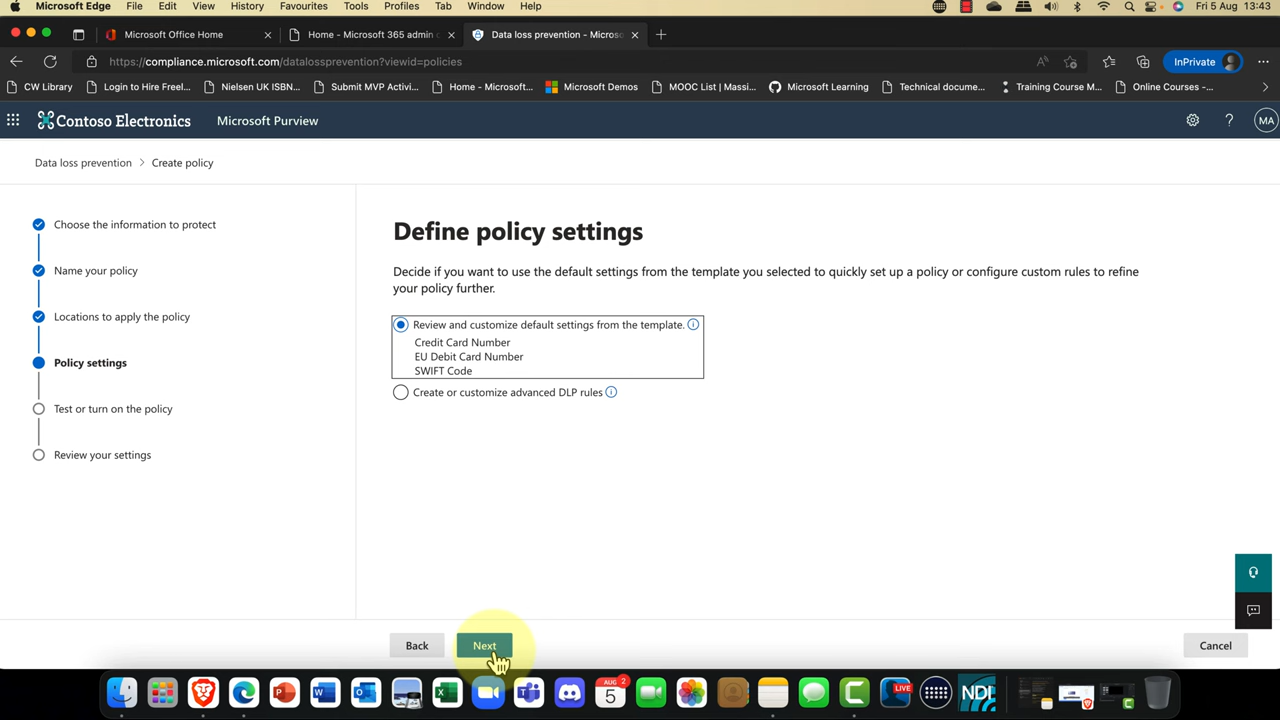 Microsoft Edge File Edit View History Favourites Tools Profiles Tab Window Help Fri 5 Aug 13:43
Microsoft Office Home Home - Microsoft 365 admin c Data loss prevention - Microso
https://compliance.microsoft.com/datalossprevention?viewid=policies InPrivate
CW Library Login to Hire Freel... Nielsen UK ISBN... Submit MVP Activi... Home - Microsoft... Microsoft Demos MOOC List | Massi... Microsoft Learning Technical docume... Training Course M... Online Courses -...
Contoso Electronics Microsoft Purview ? MA
Data loss prevention > Create policy
Choose the information to protect
Name your policy
Locations to apply the policy
Policy settings
Test or turn on the policy
Review your settings
Define policy settings
Decide if you want to use the default settings from the template you selected to quickly set up a policy or configure custom rules to refine
your policy further.
Review and customize default settings from the template.
Credit Card Number
EU Debit Card Number
SWIFT Code
Create or customize advanced DLP rules
Back Next Cancel
AUG 5 2 LIVE NDI